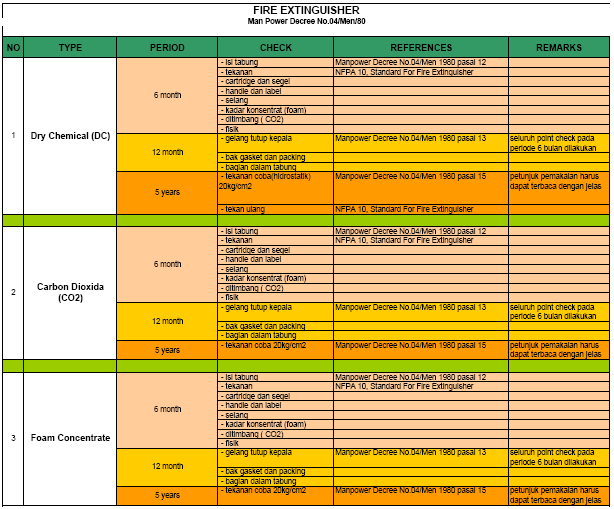 FIRE EXTINGUISHER
Man Power Decree No.04/Men/80
NO TYPE PERIOD CHECK REFERENCES REMARKS
1 Dry Chemical (DC)
6 month
- isi tabung Manpower Decree No.04/Men 1980 pasal 12
- tekanan NFPA 10, Standard For Fire Extinguisher
- cartridge dan segel
- handle dan label
- selang
- kadar konsentrat (foam)
- ditimbang ( CO2)
- fisik
12 month
- gelang tutup kepala Manpower Decree No.04/Men 1980 pasal 13 seluruh point check pada
periode 6 bulan dilakukan
- bak gasket dan packing
- bagian dalam tabung
5 years
- tekanan coba(hidrostatik) Manpower Decree No.04/Men 1980 pasal 15 petunjuk pemakaian harus
20kg/cm2 dapat terbaca dengan jelas
- tekan ulang NFPA 10, Standard For Fire Extinguisher
2 Carbon Dioxida
(CO2)
6 month
- isi tabung Manpower Decree No.04/Men 1980 pasal 12
- tekanan NFPA 10, Standard For Fire Extinguisher
- cartridge dan segel
- handle dan label
- selang
- kadar konsentrat (foam)
- ditimbang ( CO2)
- fisik
12 month
- gelang tutup kepala Manpower Decree No.04/Men 1980 pasal 13 seluruh point check pada
periode 6 bulan dilakukan
- bak gasket dan packing
- bagian dalam tabung
5 years
- tekanan coba 20kg/cm2 Manpower Decree No.04/Men 1980 pasal 15 petunjuk pemakaian harus
dapat terbaca dengan jelas
3 Foam Concentrate
6 month
- isi tabung Manpower Decree No.04/Men 1980 pasal 12
- tekanan NFPA 10, Standard For Fire Extinguisher
- cartridge dan segel
- handle dan label
- selang
- kadar konsentrat (foam)
- ditimbang ( CO2)
- fisik
12 month
- gelang tutup kepala Manpower Decree No.04/Men 1980 pasal 13 seluruh point check pada
periode 6 bulan dilakukan
- bak gasket dan packing
- bagian dalam tabung
5 years
- tekanan coba 20kg/cm2 Manpower Decree No.04/Men 1980 pasal 15 petunjuk pemakaian harus
dapat terbaca dengan jelas